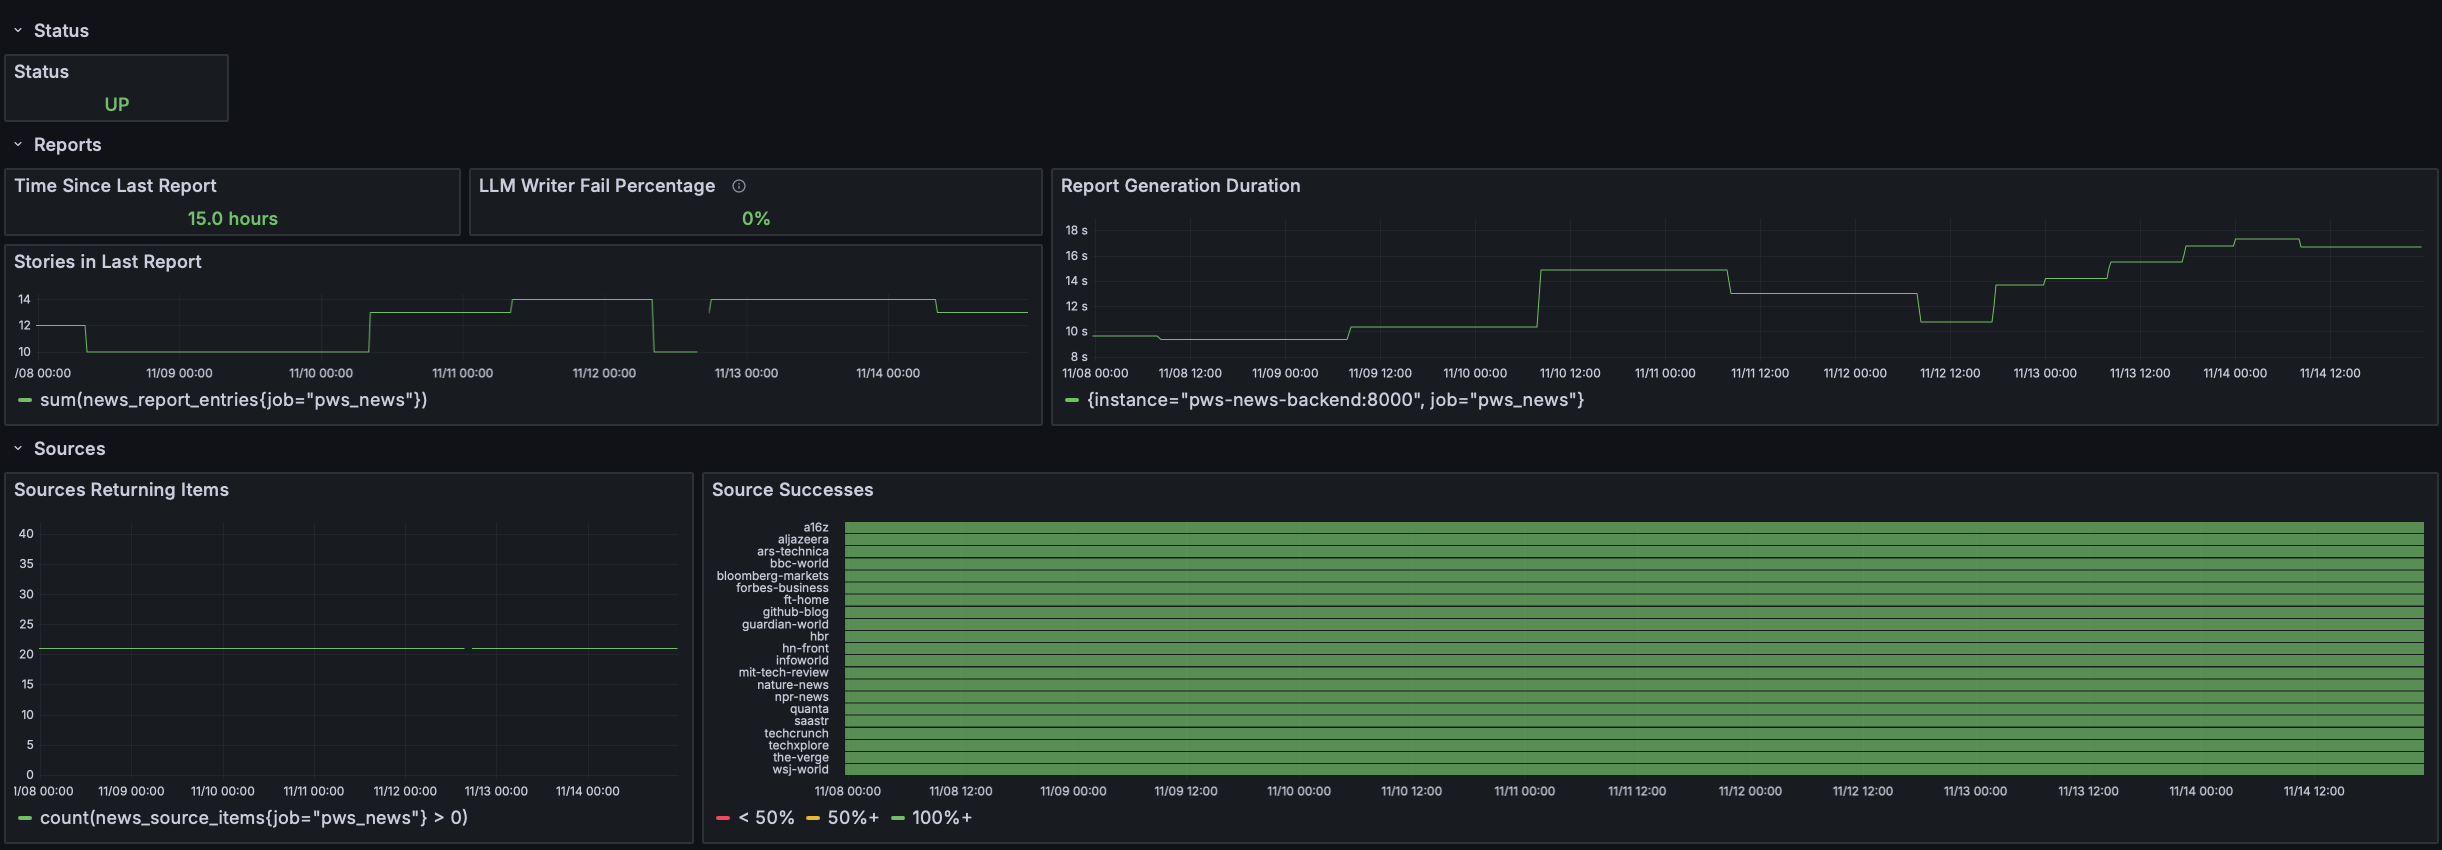 Status
Status
UP
Reports
Time Since Last Report
15.0 hours
LLM Writer Fail Percentage
0%
Stories in Last Report
14
12
10
/08 00:00 11/09 00:00 11/10 00:00 11/11 00:00 11/12 00:00 11/13 00:00 11/14 00:00
sum(news_report_entries{job="pws_news"})
Report Generation Duration
18 s
16 s
14 s
12 s
10 s
8 s
11/08 00:00 11/08 12:00 11/09 00:00 11/09 12:00 11/10 00:00 11/10 12:00 11/11 00:00 11/11 12:00 11/12 00:00 11/12 12:00 11/13 00:00 11/13 12:00 11/14 00:00 11/14 12:00
{instance="pws-news-backend:8000", job="pws_news"}
Sources
Sources Returning Items
40
35
30
25
20
15
10
5
0
1/08 00:00 11/09 00:00 11/10 00:00 11/11 00:00 11/12 00:00 11/13 00:00 11/14 00:00
count(news_source_items{job="pws_news"} > 0)
Source Successes
a16z
aljazeera
ars-technica
bbc-world
bloomberg-markets
forbes-business
ft-home
github-blog
guardian-world
hbr
hn-front
infoworld
mit-tech-review
nature-news
npr-news
quanta
saastr
techcrunch
techxplore
the-verge
wsj-world
11/08 00:00 11/08 12:00 11/09 00:00 11/09 12:00 11/10 00:00 11/10 12:00 11/11 00:00 11/11 12:00 11/12 00:00 11/12 12:00 11/13 00:00 11/13 12:00 11/14 00:00 11/14 12:00
< 50% 50%+ 100%+